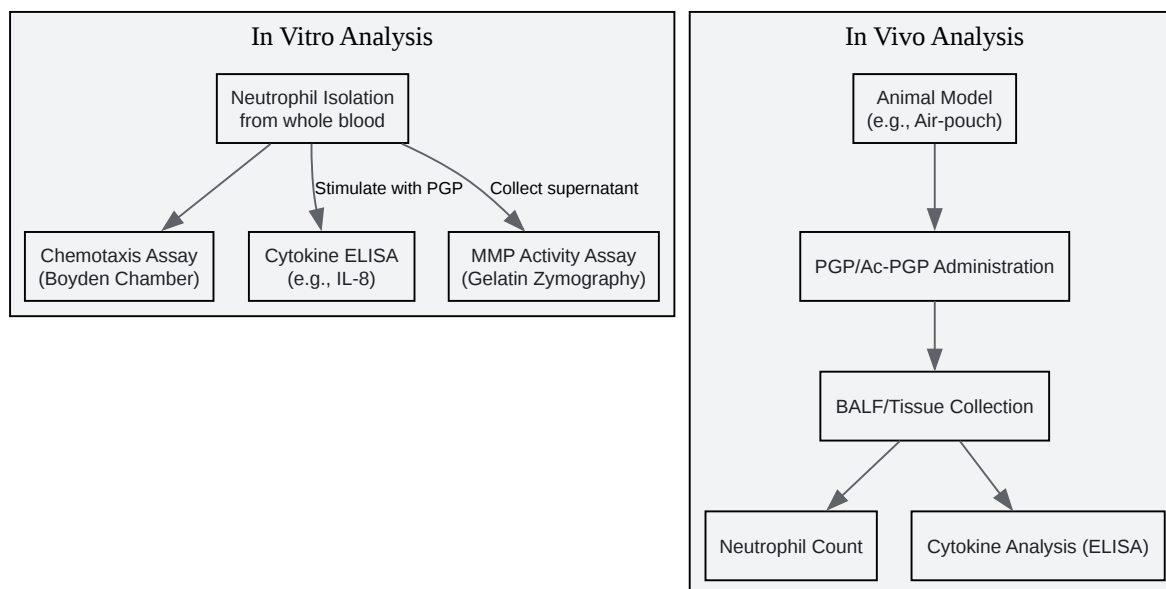 In Vitro Analysis
Neutrophil Isolation
from whole blood
Stimulate with PGP
Collect supernatant
Chemotaxis Assay
(Boyden Chamber)
Cytokine ELISA
(e.g., IL-8)
MMP Activity Assay
(Gelatin Zymography)
In Vivo Analysis
Animal Model
(e.g., Air-pouch)
PGP/Ac-PGP Administration
BALF/Tissue Collection
Neutrophil Count
Cytokine Analysis (ELISA)